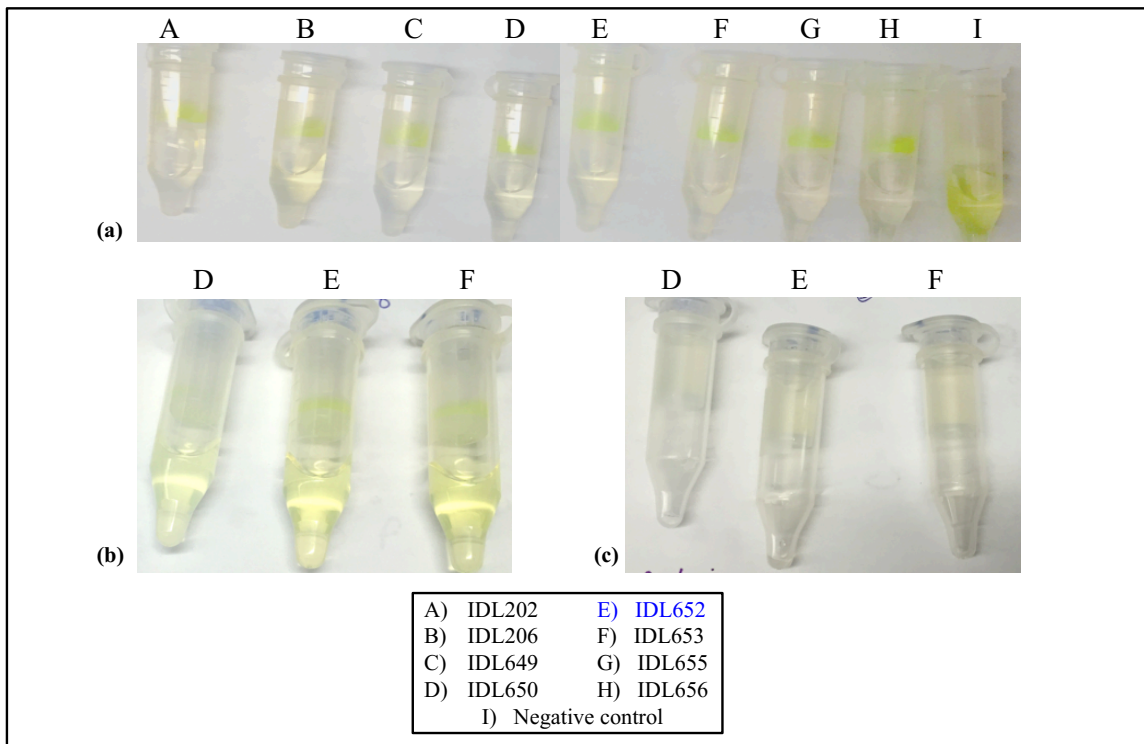 A B C D E F G H I
(a)
D E F
(b)
D E F
(c)
A) IDL202 E) IDL652
B) IDL206 F) IDL653
C) IDL649 G) IDL655
D) IDL650 H) IDL656
I) Negative control